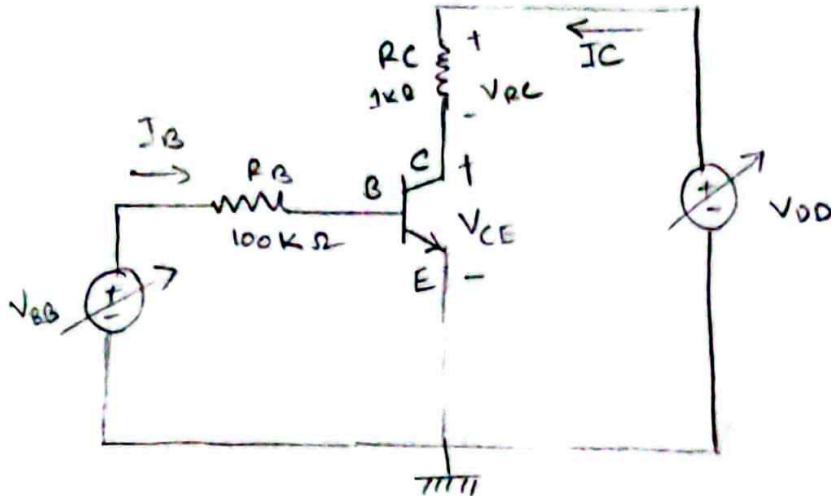 RC
1KΩ
+
VRC
-
IC
IB
RB
100KΩ
B
C
+
VCE
E
-
VBB
+
-
+
-
VDD